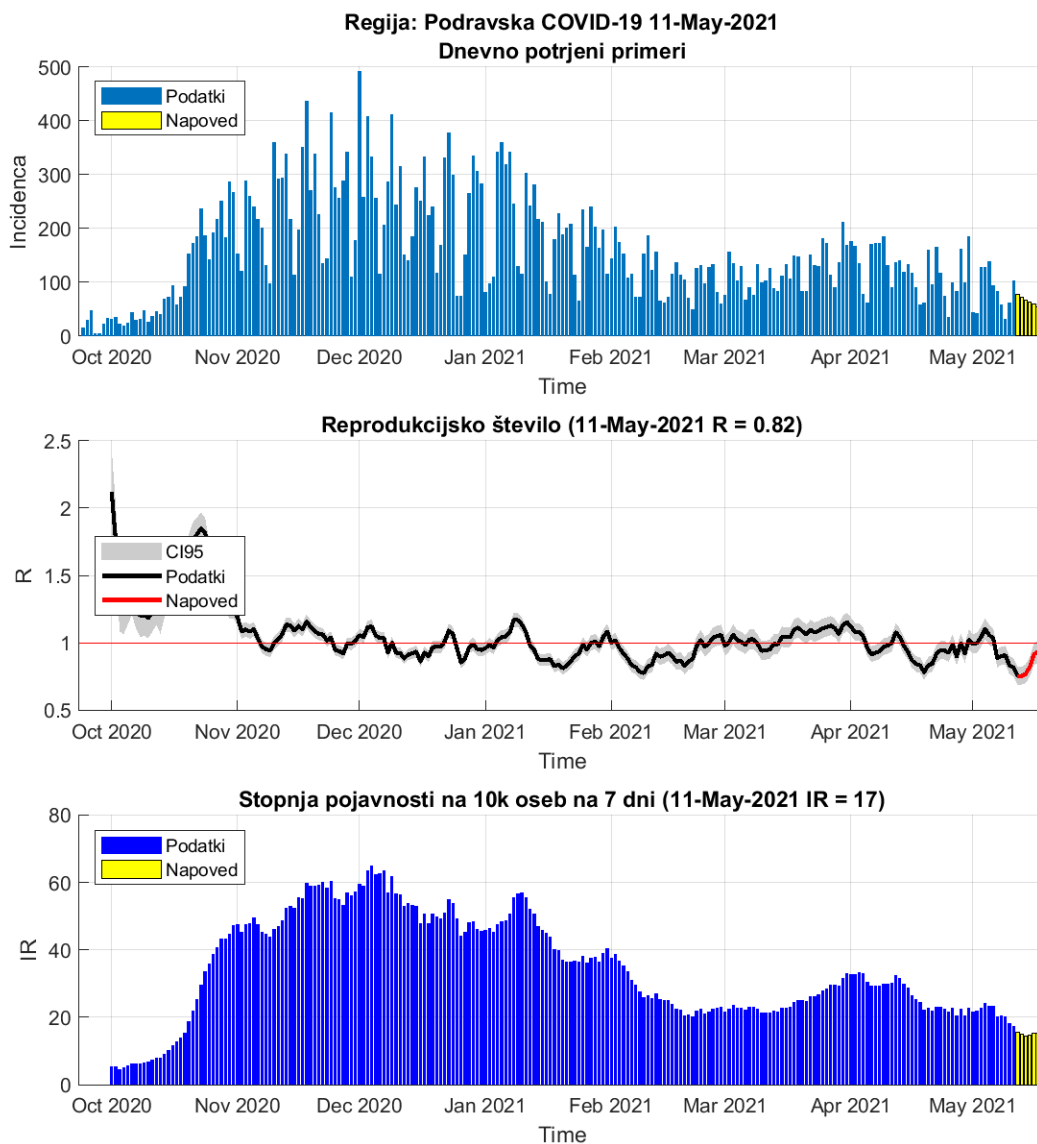 Regija: Podravska COVID-19 11-May-2021
Dnevno potrjeni primeri
500
400
300
200
100
0
Incidenca
Podatki
Napoved
Oct 2020 Nov 2020 Dec 2020 Jan 2021 Feb 2021 Mar 2021 Apr 2021 May 2021
Time
Reprodukcijsko število (11-May-2021 R = 0.82)
2.5
2
1.5
1
0.5
R
CI95
Podatki
Napoved
Oct 2020 Nov 2020 Dec 2020 Jan 2021 Feb 2021 Mar 2021 Apr 2021 May 2021
Time
Stopnja pojavnosti na 10k oseb na 7 dni (11-May-2021 IR = 17)
80
60
40
20
0
IR
Podatki
Napoved
Oct 2020 Nov 2020 Dec 2020 Jan 2021 Feb 2021 Mar 2021 Apr 2021 May 2021
Time